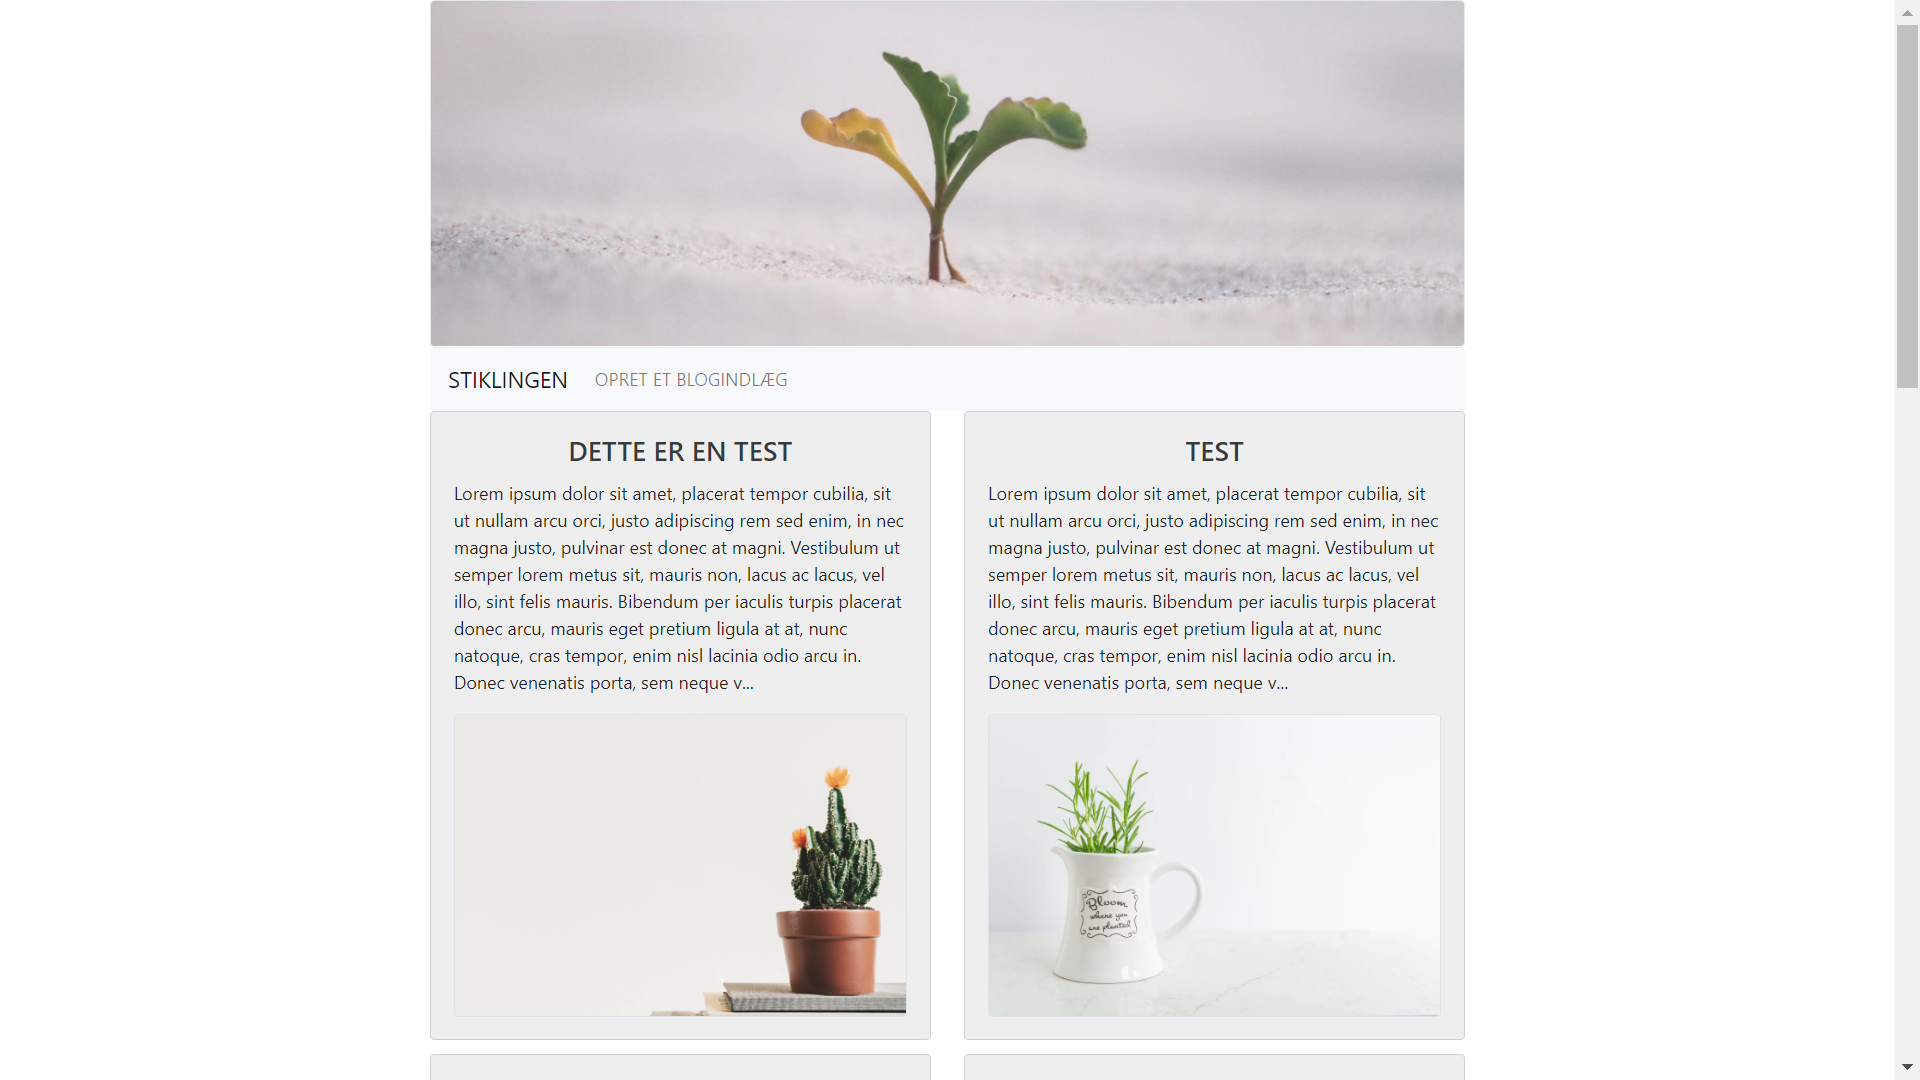 STIKLINGEN OPRET ET BLOGINDLÆG
DETTE ER EN TEST
Lorem ipsum dolor sit amet, placerat tempor cubilia, sit
ut nullam arcu orci, justo adipiscing rem sed enim, in nec
magna justo, pulvinar est donec at magni. Vestibulum ut
semper lorem metus sit, mauris non, lacus ac lacus, vel
illo, sint felis mauris. Bibendum per iaculis turpis placerat
donec arcu, mauris eget pretium ligula at at, nunc
natoque, cras tempor, enim nisl lacinia odio arcu in.
Donec venenatis porta, sem neque v...
TEST
Lorem ipsum dolor sit amet, placerat tempor cubilia, sit
ut nullam arcu orci, justo adipiscing rem sed enim, in nec
magna justo, pulvinar est donec at magni. Vestibulum ut
semper lorem metus sit, mauris non, lacus ac lacus, vel
illo, sint felis mauris. Bibendum per iaculis turpis placerat
donec arcu, mauris eget pretium ligula at at, nunc
natoque, cras tempor, enim nisl lacinia odio arcu in.
Donec venenatis porta, sem neque v...
Bloom
where you
are planted